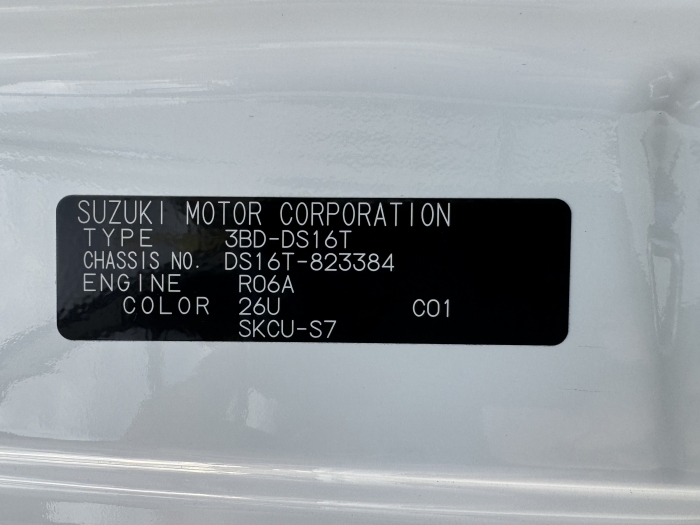 SUZUKI MOTOR CORPORATION
TYPE 3BD-DS16T
CHASSIS NO. DS16T-823384
ENGINE R06A
COLOR 26U C01
SKCU-S7